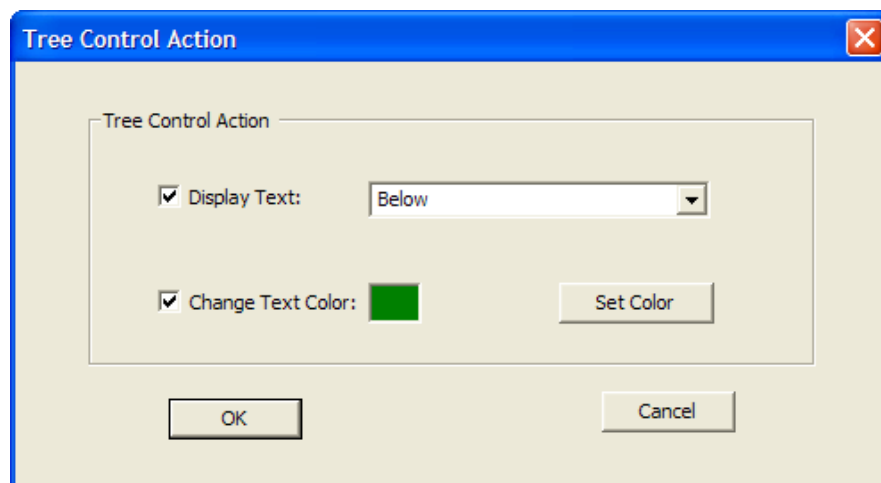 Tree Control Action
Tree Control Action
Display Text: Below
Change Text Color: Set Color
OK Cancel